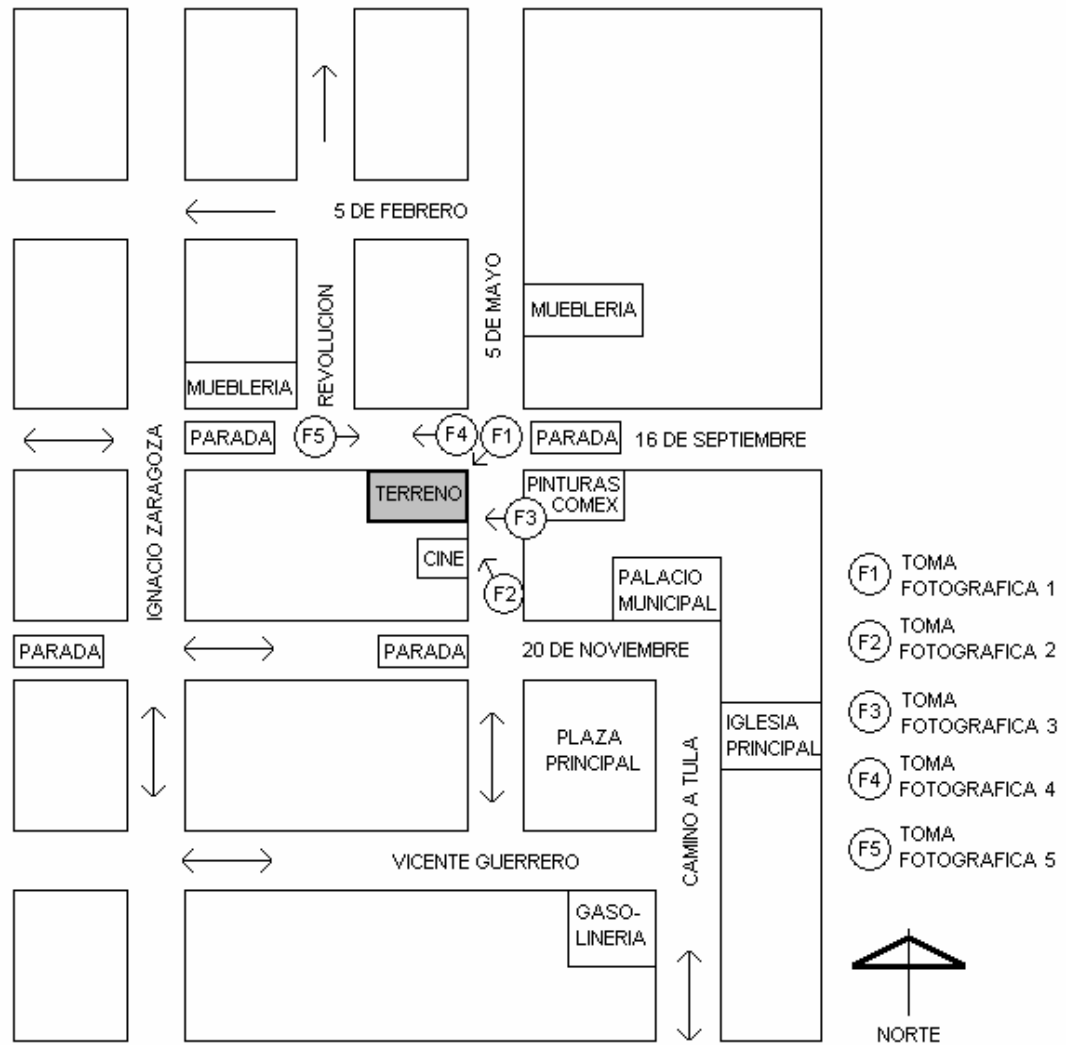 5 DE FEBRERO
REVOLUCION
5 DE MAYO
MUEBLERIA
MUEBLERIA
IGNACIO ZARAGOZA
PARADA
F5
F4
F1
PARADA
16 DE SEPTIEMBRE
TERRENO
PINTURAS
COMEX
F3
CINE
F2
PALACIO
MUNICIPAL
PARADA
PARADA
20 DE NOVIEMBRE
PLAZA
PRINCIPAL
CAMINO A TULA
IGLESIA
PRINCIPAL
VICENTE GUERRERO
GASO-
LINERIA
F1
TOMA
FOTOGRAFICA 1
F2
TOMA
FOTOGRAFICA 2
F3
TOMA
FOTOGRAFICA 3
F4
TOMA
FOTOGRAFICA 4
F5
TOMA
FOTOGRAFICA 5
NORTE